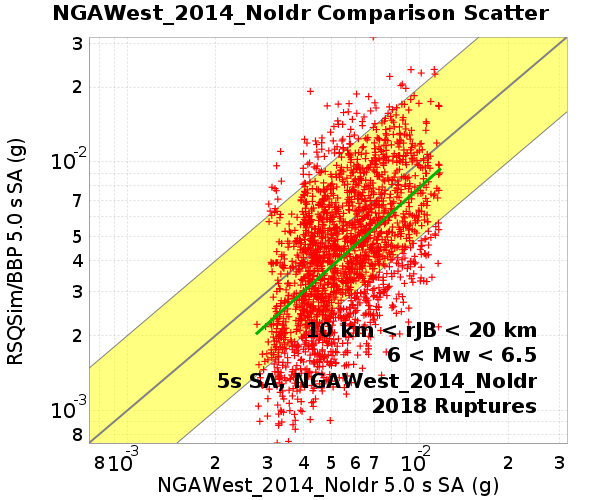 NGAWest_2014_NoIdr Comparison Scatter
3
2
10-2
7
5
4
3
2
10-3
8
RSQSim/BBP 5.0 s SA (g)
10 km < rJB < 20 km
6 < Mw < 6.5
5s SA, NGAWest_2014_NoIdr
2018 Ruptures
8 10-3 2 3 4 5 6 7 10-2 2 3
NGAWest_2014_NoIdr 5.0 s SA (g)